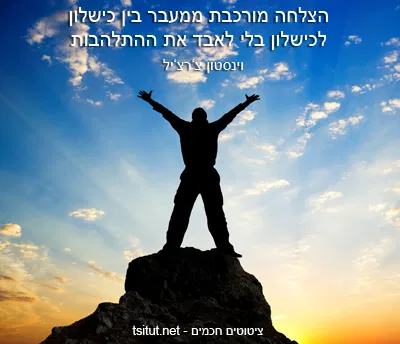 הצלחה מורכבת ממעבר בין כישלון
לכישלון בלי לאבד את ההתלהבות
וינסטון צ'רצ'יל
ציטוטים חכמים - tsitut.net